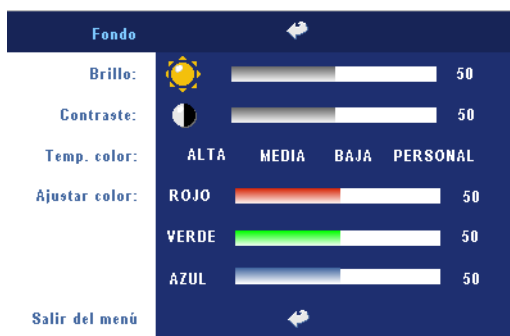 Fondo
Brillo: 50
Contraste: 50
Temp. color: ALTA MEDIA BAJA PERSONAL
Ajustar color: ROJO 50
VERDE 50
AZUL 50
Salir del menú